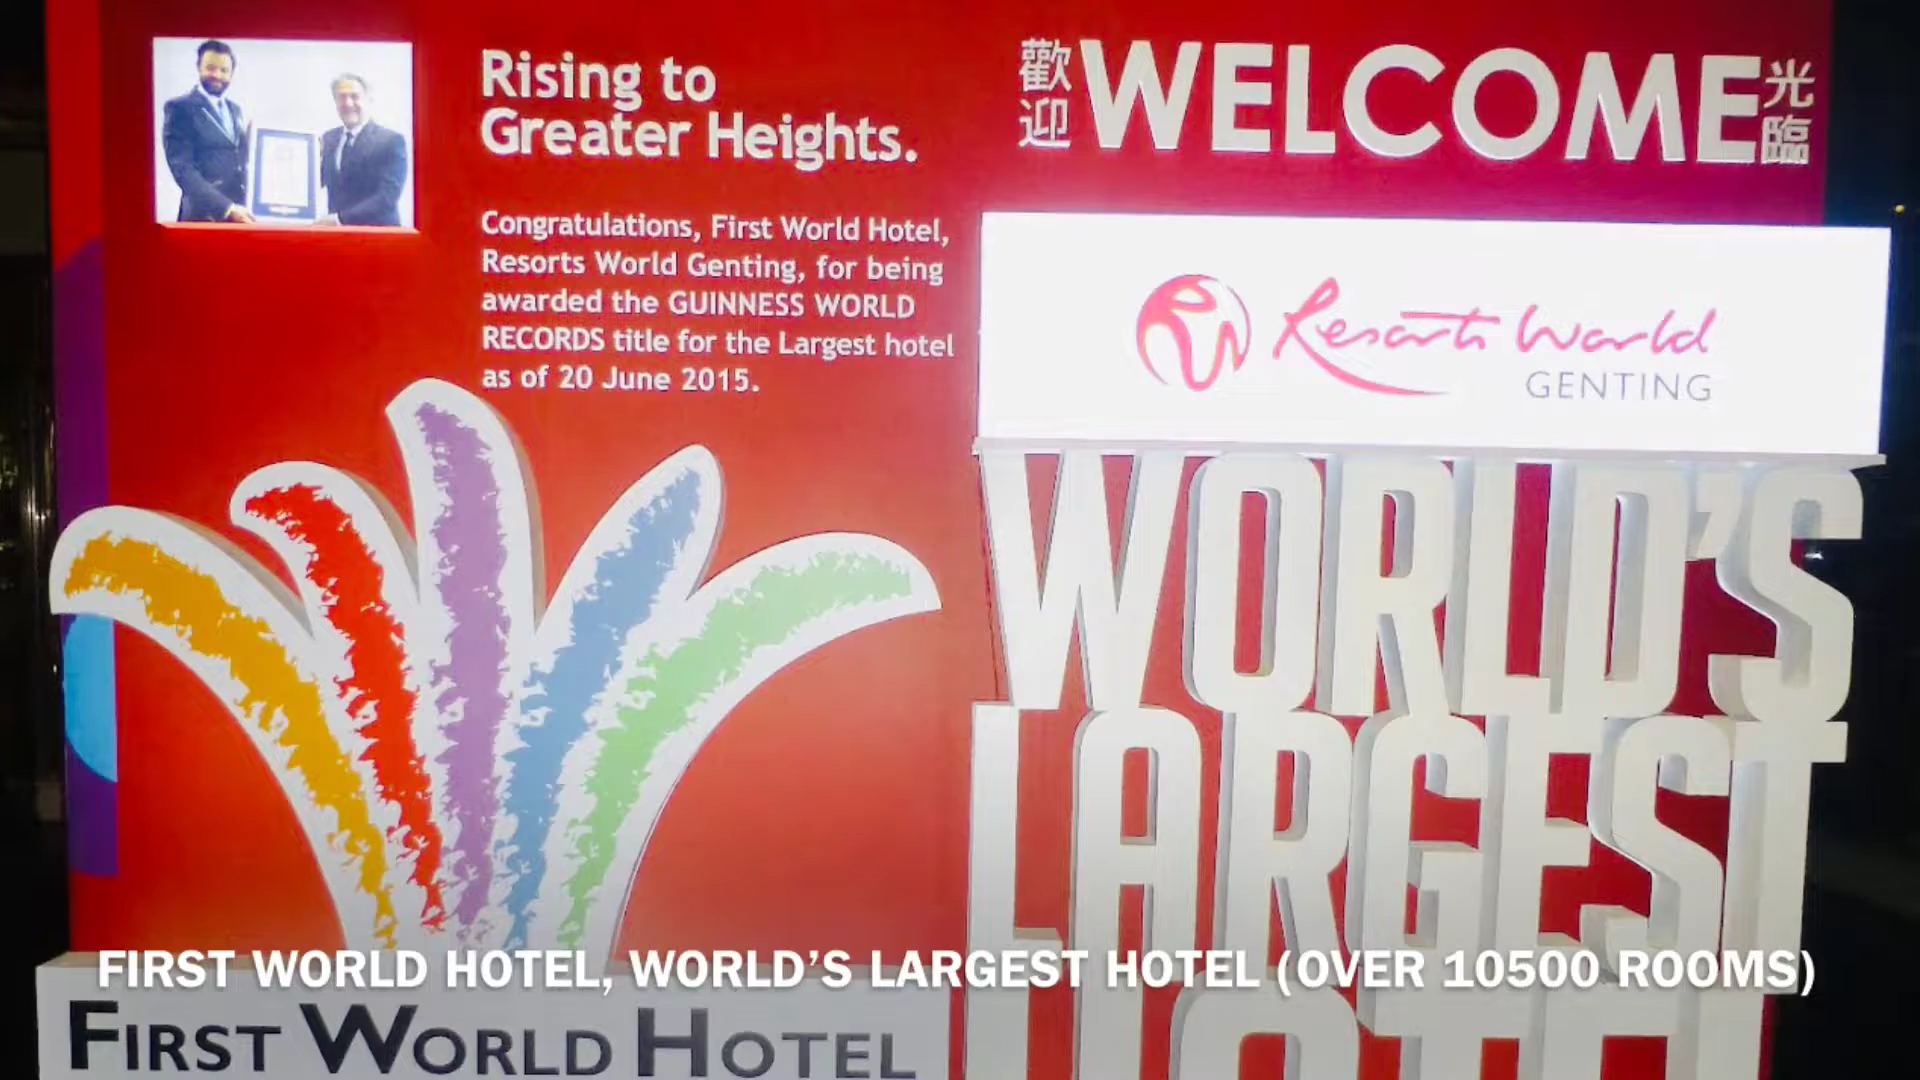 Rising to
Greater Heights.
Congratulations, First World Hotel,
Resorts World Genting, for being
awarded the GUINNESS WORLD
RECORDS title for the Largest hotel
as of 20 June 2015.
歡迎 WELCOME 光臨
Resorts World
GENTING
WORLD'S
LARGEST
HOTEL
FIRST WORLD HOTEL, WORLD'S LARGEST HOTEL (OVER 10500 ROOMS)
FIRST WORLD HOTEL